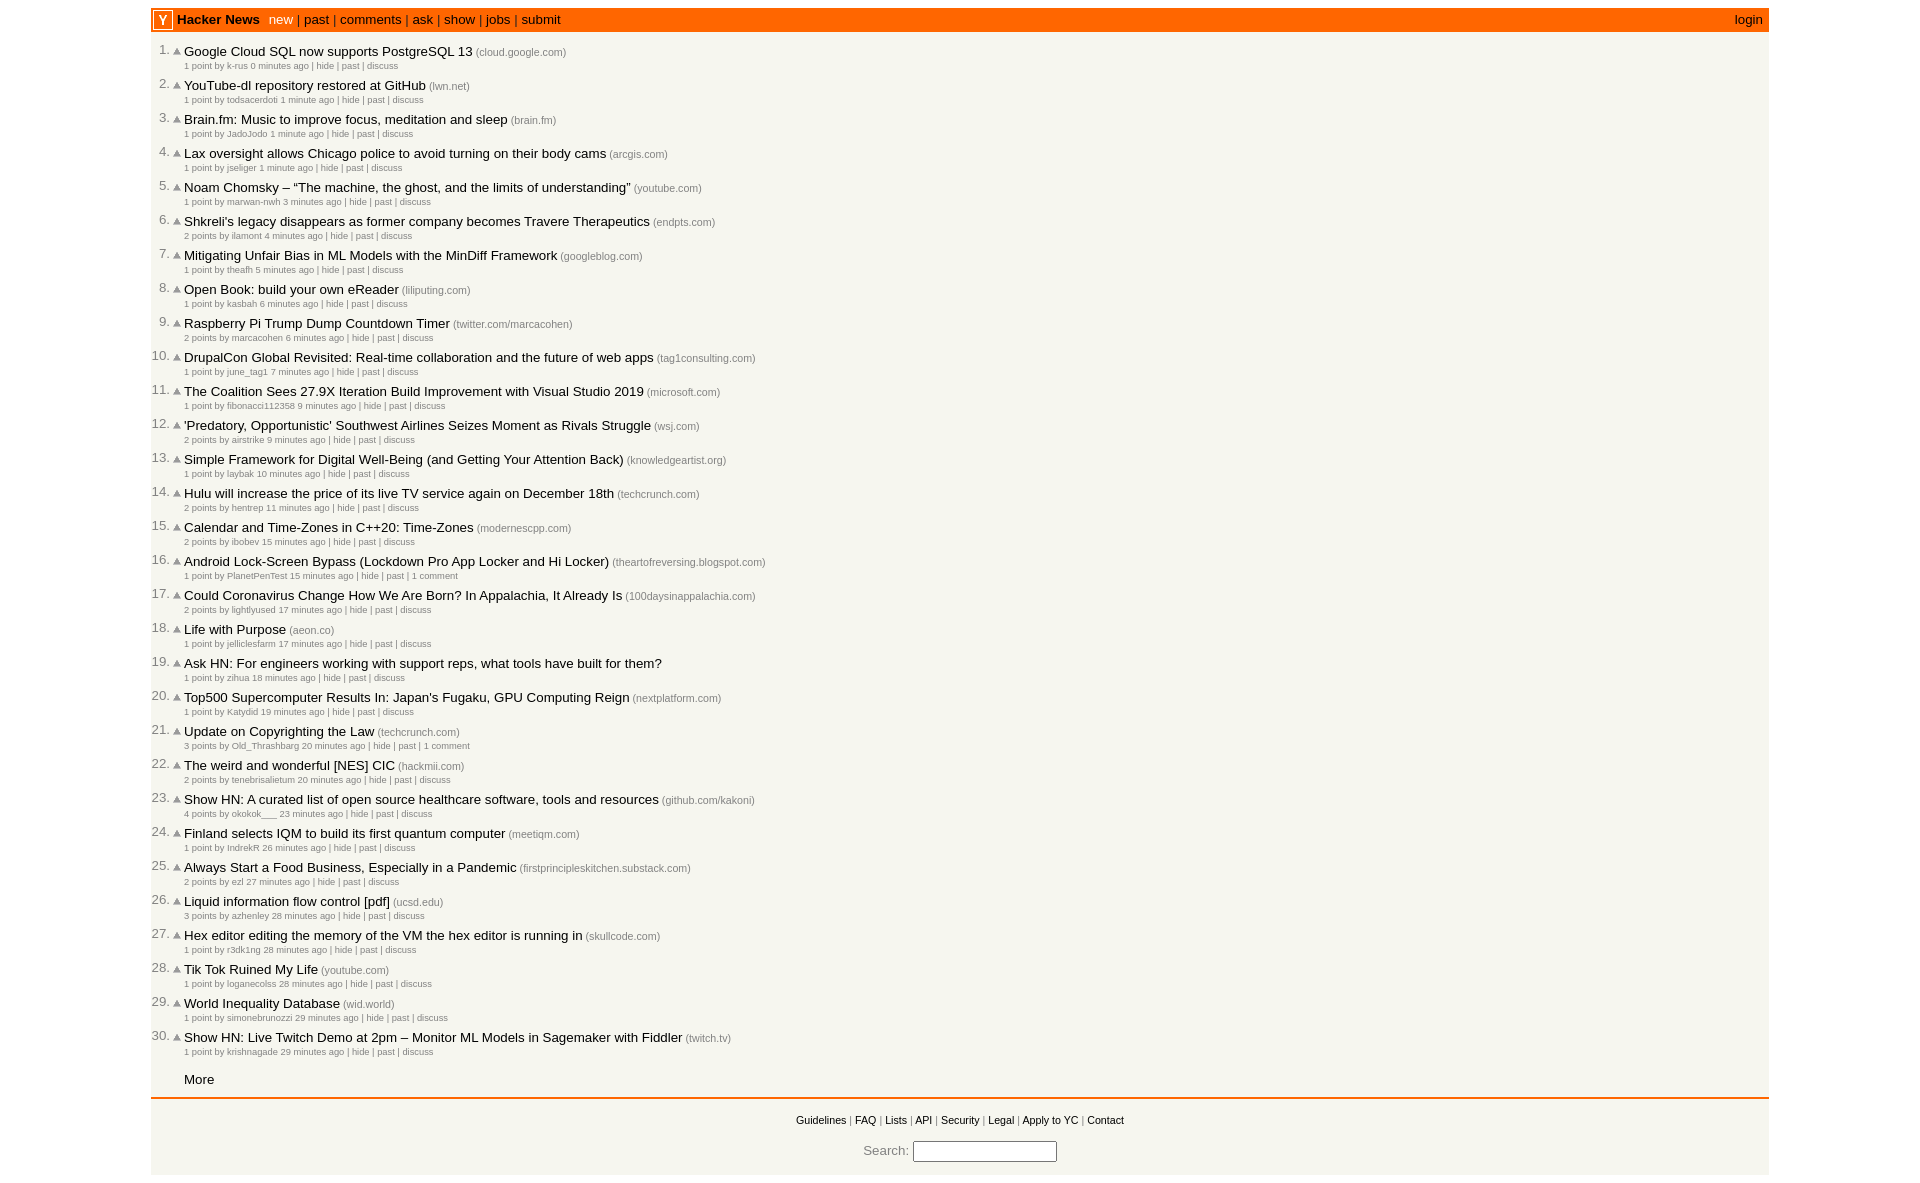 Y Hacker News new | past | comments | ask | show | jobs | submit login
1. Google Cloud SQL now supports PostgreSQL 13 (cloud.google.com)
1 point by k-rus 0 minutes ago | hide | past | discuss
2. YouTube-dl repository restored at GitHub (lwn.net)
1 point by todsacerdoti 1 minute ago | hide | past | discuss
3. Brain.fm: Music to improve focus, meditation and sleep (brain.fm)
1 point by JadoJodo 1 minute ago | hide | past | discuss
4. Lax oversight allows Chicago police to avoid turning on their body cams (arcgis.com)
1 point by jseliger 1 minute ago | hide | past | discuss
5. Noam Chomsky – “The machine, the ghost, and the limits of understanding” (youtube.com)
1 point by marwan-nwh 3 minutes ago | hide | past | discuss
6. Shkreli's legacy disappears as former company becomes Travere Therapeutics (endpts.com)
2 points by ilamont 4 minutes ago | hide | past | discuss
7. Mitigating Unfair Bias in ML Models with the MinDiff Framework (googleblog.com)
1 point by theafh 5 minutes ago | hide | past | discuss
8. Open Book: build your own eReader (liliputing.com)
1 point by kasbah 6 minutes ago | hide | past | discuss
9. Raspberry Pi Trump Dump Countdown Timer (twitter.com/marcacohen)
2 points by marcacohen 6 minutes ago | hide | past | discuss
10. DrupalCon Global Revisited: Real-time collaboration and the future of web apps (tag1consulting.com)
1 point by june_tag1 7 minutes ago | hide | past | discuss
11. The Coalition Sees 27.9X Iteration Build Improvement with Visual Studio 2019 (microsoft.com)
1 point by fibonacci112358 9 minutes ago | hide | past | discuss
12. 'Predatory, Opportunistic' Southwest Airlines Seizes Moment as Rivals Struggle (wsj.com)
2 points by airstrike 9 minutes ago | hide | past | discuss
13. Simple Framework for Digital Well-Being (and Getting Your Attention Back) (knowledgeartist.org)
1 point by laybak 10 minutes ago | hide | past | discuss
14. Hulu will increase the price of its live TV service again on December 18th (techcrunch.com)
2 points by hentrep 11 minutes ago | hide | past | discuss
15. Calendar and Time-Zones in C++20: Time-Zones (modernescpp.com)
2 points by ibobev 15 minutes ago | hide | past | discuss
16. Android Lock-Screen Bypass (Lockdown Pro App Locker and Hi Locker) (theartofreversing.blogspot.com)
1 point by PlanetPenTest 15 minutes ago | hide | past | 1 comment
17. Could Coronavirus Change How We Are Born? In Appalachia, It Already Is (100daysinappalachia.com)
2 points by lightlyused 17 minutes ago | hide | past | discuss
18. Life with Purpose (aeon.co)
1 point by jelliclesfarm 17 minutes ago | hide | past | discuss
19. Ask HN: For engineers working with support reps, what tools have built for them?
1 point by zihua 18 minutes ago | hide | past | discuss
20. Top500 Supercomputer Results In: Japan's Fugaku, GPU Computing Reign (nextplatform.com)
1 point by Katydid 19 minutes ago | hide | past | discuss
21. Update on Copyrighting the Law (techcrunch.com)
3 points by Old_Thrashbarg 20 minutes ago | hide | past | 1 comment
22. The weird and wonderful [NES] CIC (hackmii.com)
2 points by tenebrisalietum 20 minutes ago | hide | past | discuss
23. Show HN: A curated list of open source healthcare software, tools and resources (github.com/kakoni)
4 points by okokok___ 23 minutes ago | hide | past | discuss
24. Finland selects IQM to build its first quantum computer (meetiqm.com)
1 point by IndrekR 26 minutes ago | hide | past | discuss
25. Always Start a Food Business, Especially in a Pandemic (firstprincipleskitchen.substack.com)
2 points by ezl 27 minutes ago | hide | past | discuss
26. Liquid information flow control [pdf] (ucsd.edu)
3 points by azhenley 28 minutes ago | hide | past | discuss
27. Hex editor editing the memory of the VM the hex editor is running in (skullcode.com)
1 point by r3dk1ng 28 minutes ago | hide | past | discuss
28. Tik Tok Ruined My Life (youtube.com)
1 point by loganecolss 28 minutes ago | hide | past | discuss
29. World Inequality Database (wid.world)
1 point by simonebrunozzi 29 minutes ago | hide | past | discuss
30. Show HN: Live Twitch Demo at 2pm – Monitor ML Models in Sagemaker with Fiddler (twitch.tv)
1 point by krishnagade 29 minutes ago | hide | past | discuss
More
Guidelines | FAQ | Lists | API | Security | Legal | Apply to YC | Contact
Search: